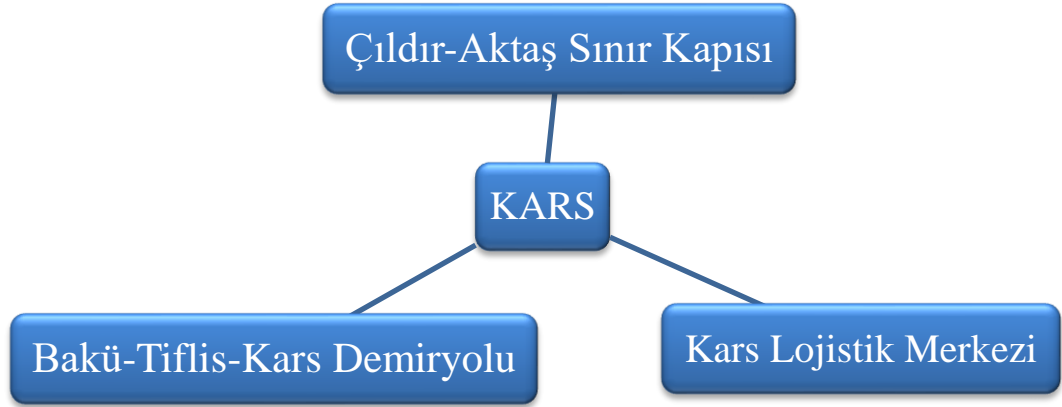 Çıldır-Aktaş Sınır Kapısı
KARS
Bakü-Tiflis-Kars Demiryolu
Kars Lojistik Merkezi